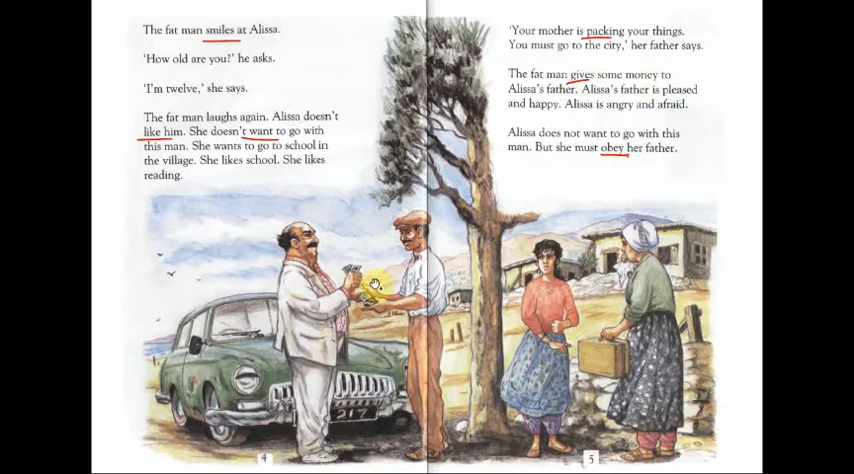 The fat man smiles at Alissa.
‘How old are you?’ he asks.
‘I'm twelve,’ she says.
The fat man laughs again. Alissa doesn't
like him. She doesn't want to go with
this man. She wants to go to school in
the village. She likes school. She likes
reading.
217
4
‘Your mother is packing your things.
You must go to the city,’ her father says.
The fat man gives some money to
Alissa's father. Alissa's father is pleased
and happy. Alissa is angry and afraid.
Alissa does not want to go with this
man. But she must obey her father.
5